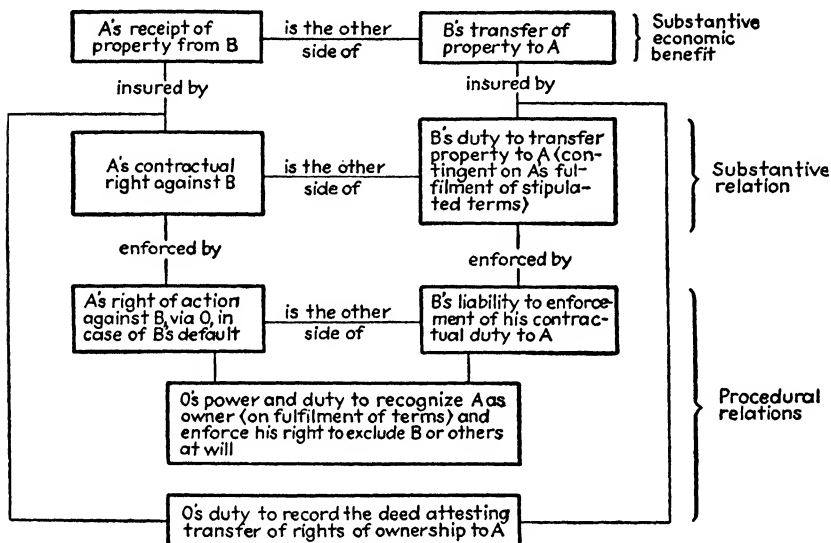 A's receipt of
property from B
is the other
side of
B's transfer of
property to A
Substantive
economic
benefit
insured by
insured by
A's contractual
right against B
is the other
side of
B's duty to transfer
property to A (con-
tingent on A's ful-
filment of stipula-
ted terms)
Substantive
relation
enforced by
enforced by
A's right of action
against B, via O, in
case of B's default
is the other
side of
B's liability to enforce-
ment of his contrac-
tual duty to A
O's power and duty to recognize A as
owner (on fulfilment of terms) and
enforce his right to exclude B or others
at will
Procedural
relations
O's duty to record the deed attesting
transfer of rights of ownership to A